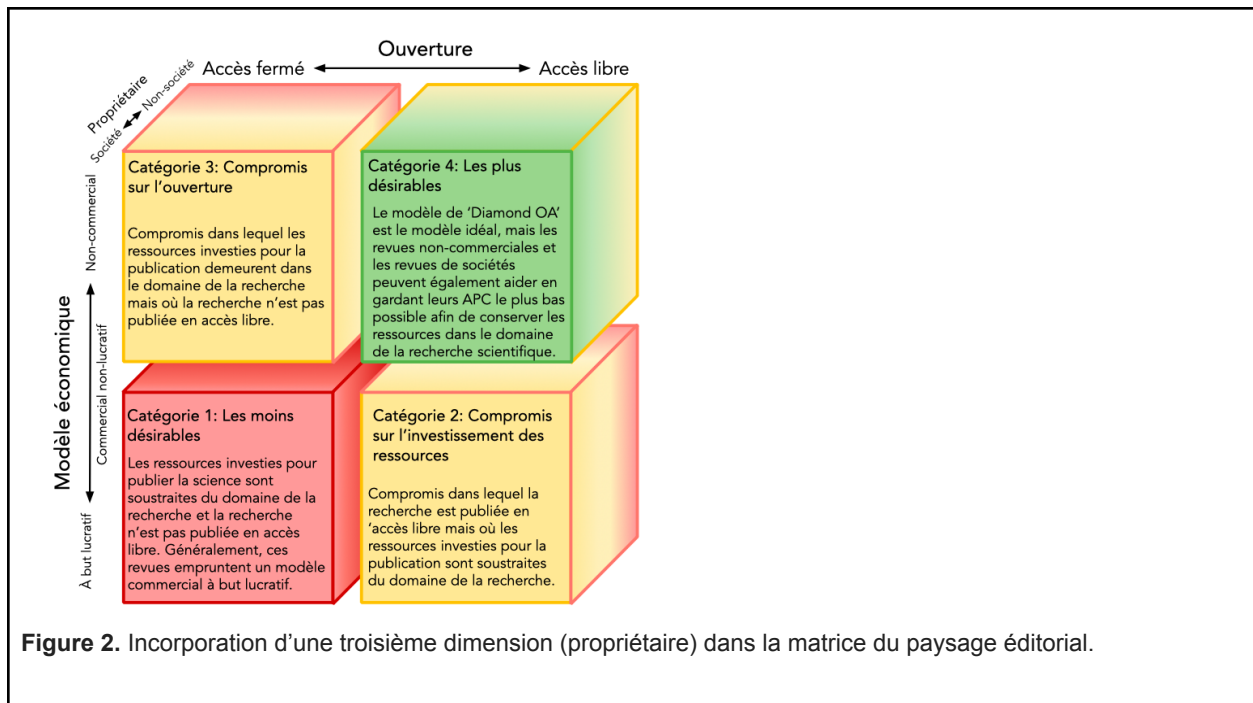 Ouverture
Accès fermé
Accès libre
Propriétaire
Société
Non-société
Modèle économique
Non-commercial
Commercial non-lucratif
À but lucratif
Catégorie 3: Compromis
sur l'ouverture
Compromis dans lequel les
ressources investies pour la
publication demeurent dans
le domaine de la recherche
mais où la recherche n'est pas
publiée en accès libre.
Catégorie 4: Les plus
désirables
Le modèle de 'Diamond OA'
est le modèle idéal, mais les
revues non-commerciales et
les revues de sociétés
peuvent également aider en
gardant leurs APC le plus bas
possible afin de conserver les
ressources dans le domaine
de la recherche scientifique.
Catégorie 1: Les moins
désirables
Les ressources investies pour
publier la science sont
soustraites du domaine de la
recherche et la recherche
n'est pas publiée en accès
libre. Généralement, ces
revues empruntent un modèle
commercial à but lucratif.
Catégorie 2: Compromis
sur l'investissement des
ressources
Compromis dans lequel la
recherche est publiée en
'accès libre mais où les
ressources investies pour la
publication sont soustraites
du domaine de la recherche.
Figure 2. Incorporation d'une troisième dimension (propriétaire) dans la matrice du paysage éditorial.